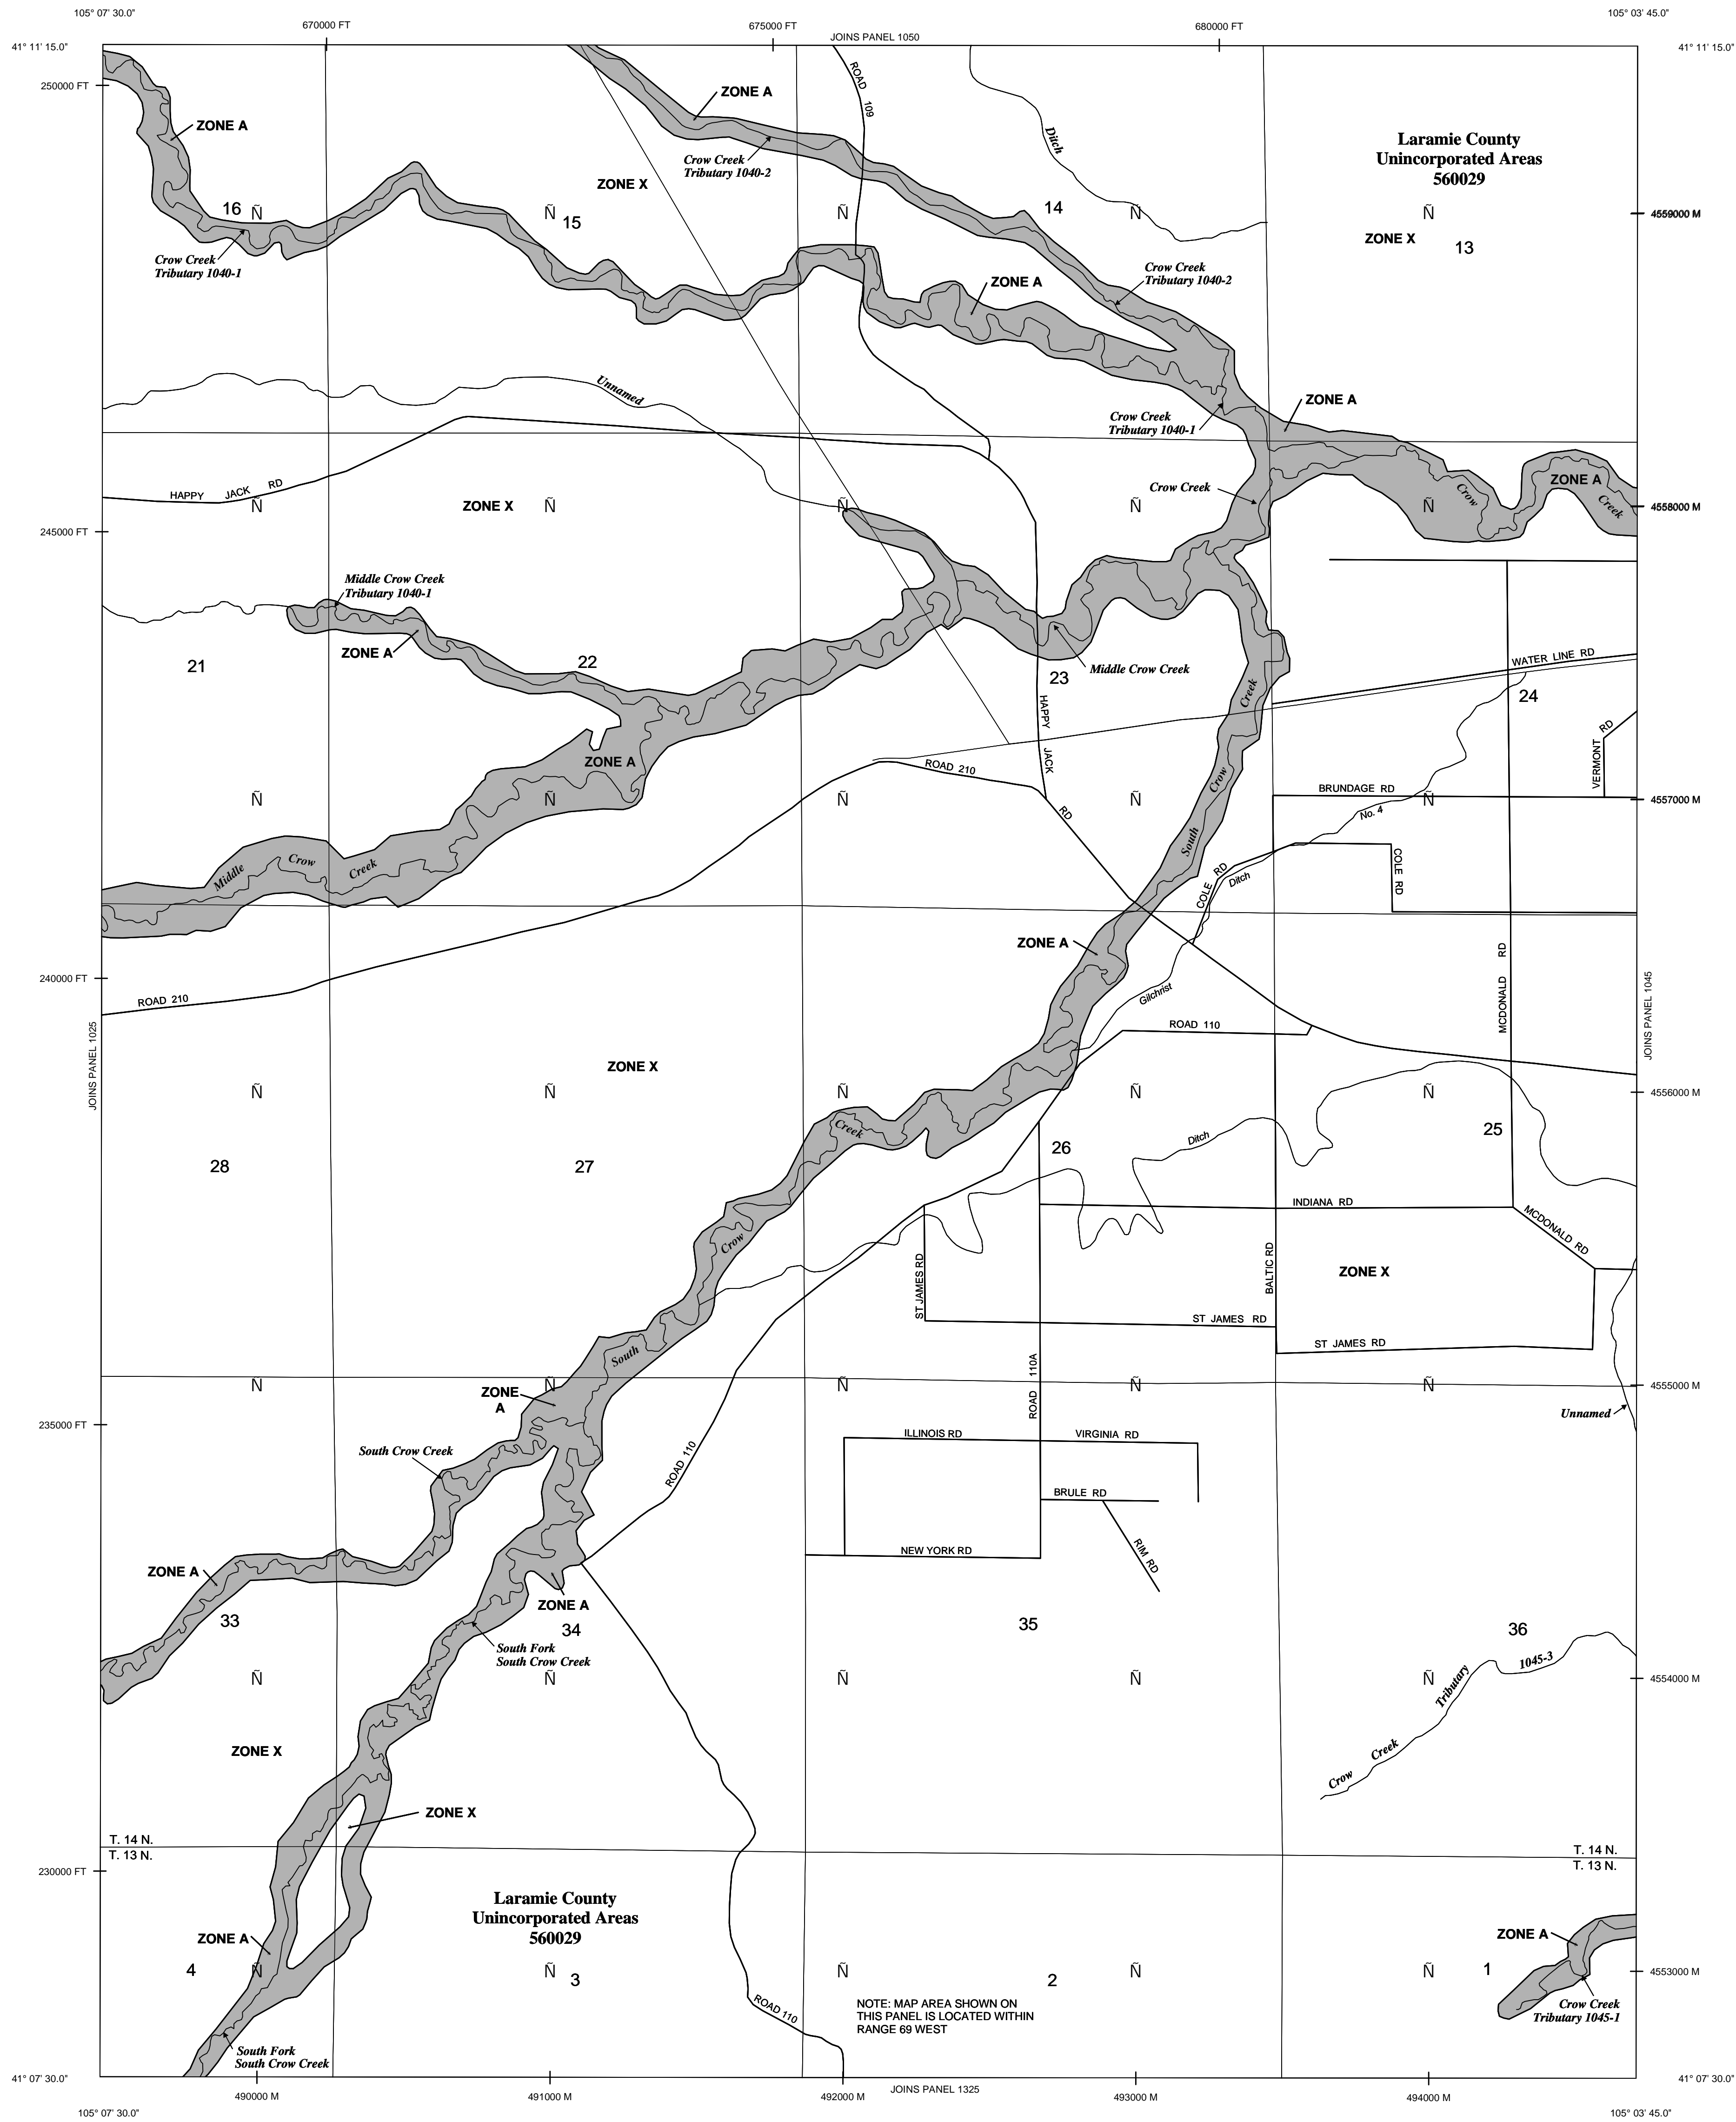 105° 07' 30.0"
105° 03' 45.0"
670000 FT
675000 FT
680000 FT
JOINS PANEL 1050
41° 11' 15.0"
41° 11' 15.0"
250000 FT
ROAD 109
ZONE A
ZONE A
Ditch
Laramie County
Unincorporated Areas
560029
Crow Creek
Tributary 1040-2
ZONE X
16
Ñ
Ñ
15
Ñ
14
Ñ
Ñ
4559000 M
ZONE X
13
Crow Creek
Tributary 1040-1
Crow Creek
Tributary 1040-2
ZONE A
Unnamed
ZONE A
Crow Creek
Tributary 1040-1
HAPPY JACK RD
ZONE X
Ñ
Ñ
Ñ
Ñ
Ñ
Crow Creek
Crow Creek
ZONE A
4558000 M
245000 FT
Middle Crow Creek
Tributary 1040-1
ZONE A
21
22
23
Middle Crow Creek
WATER LINE RD
24
HAPPY JACK RD
South Crow Creek
VERMONT RD
ZONE A
ROAD 210
BRUNDAGE RD
Ñ
Ñ
Ñ
Ñ
Ñ
4557000 M
No. 4
Middle Crow Creek
COLE RD
Ditch
COLE RD
ZONE A
MCDONALD RD
240000 FT
Gilchrist
ROAD 210
ROAD 110
JOINS PANEL 1025
JOINS PANEL 1045
ZONE X
Ñ
Ñ
Ñ
Ñ
Ñ
4556000 M
Creek
Ditch
26
25
28
27
INDIANA RD
MCDONALD RD
Crow
ST JAMES RD
BALTIC RD
ZONE X
ST JAMES RD
ST JAMES RD
South
ROAD 110A
Ñ
Ñ
Ñ
Ñ
Ñ
4555000 M
ZONE
A
Unnamed
235000 FT
ILLINOIS RD
VIRGINIA RD
South Crow Creek
ROAD 110
BRULE RD
NEW YORK RD
RIM RD
ZONE A
ZONE A
33
34
35
36
South Fork
South Crow Creek
Crow Creek Tributary 1045-3
Ñ
Ñ
Ñ
Ñ
4554000 M
ZONE X
ZONE X
T. 14 N.
T. 13 N.
T. 14 N.
T. 13 N.
230000 FT
Laramie County
Unincorporated Areas
560029
ZONE A
ZONE A
4
Ñ
Ñ
3
Ñ
2
Ñ
Ñ
1
4553000 M
ROAD 110
NOTE: MAP AREA SHOWN ON
THIS PANEL IS LOCATED WITHIN
RANGE 69 WEST
Crow Creek
Tributary 1045-1
South Fork
South Crow Creek
41° 07' 30.0"
41° 07' 30.0"
490000 M
491000 M
492000 M
JOINS PANEL 1325
493000 M
494000 M
105° 07' 30.0"
105° 03' 45.0"